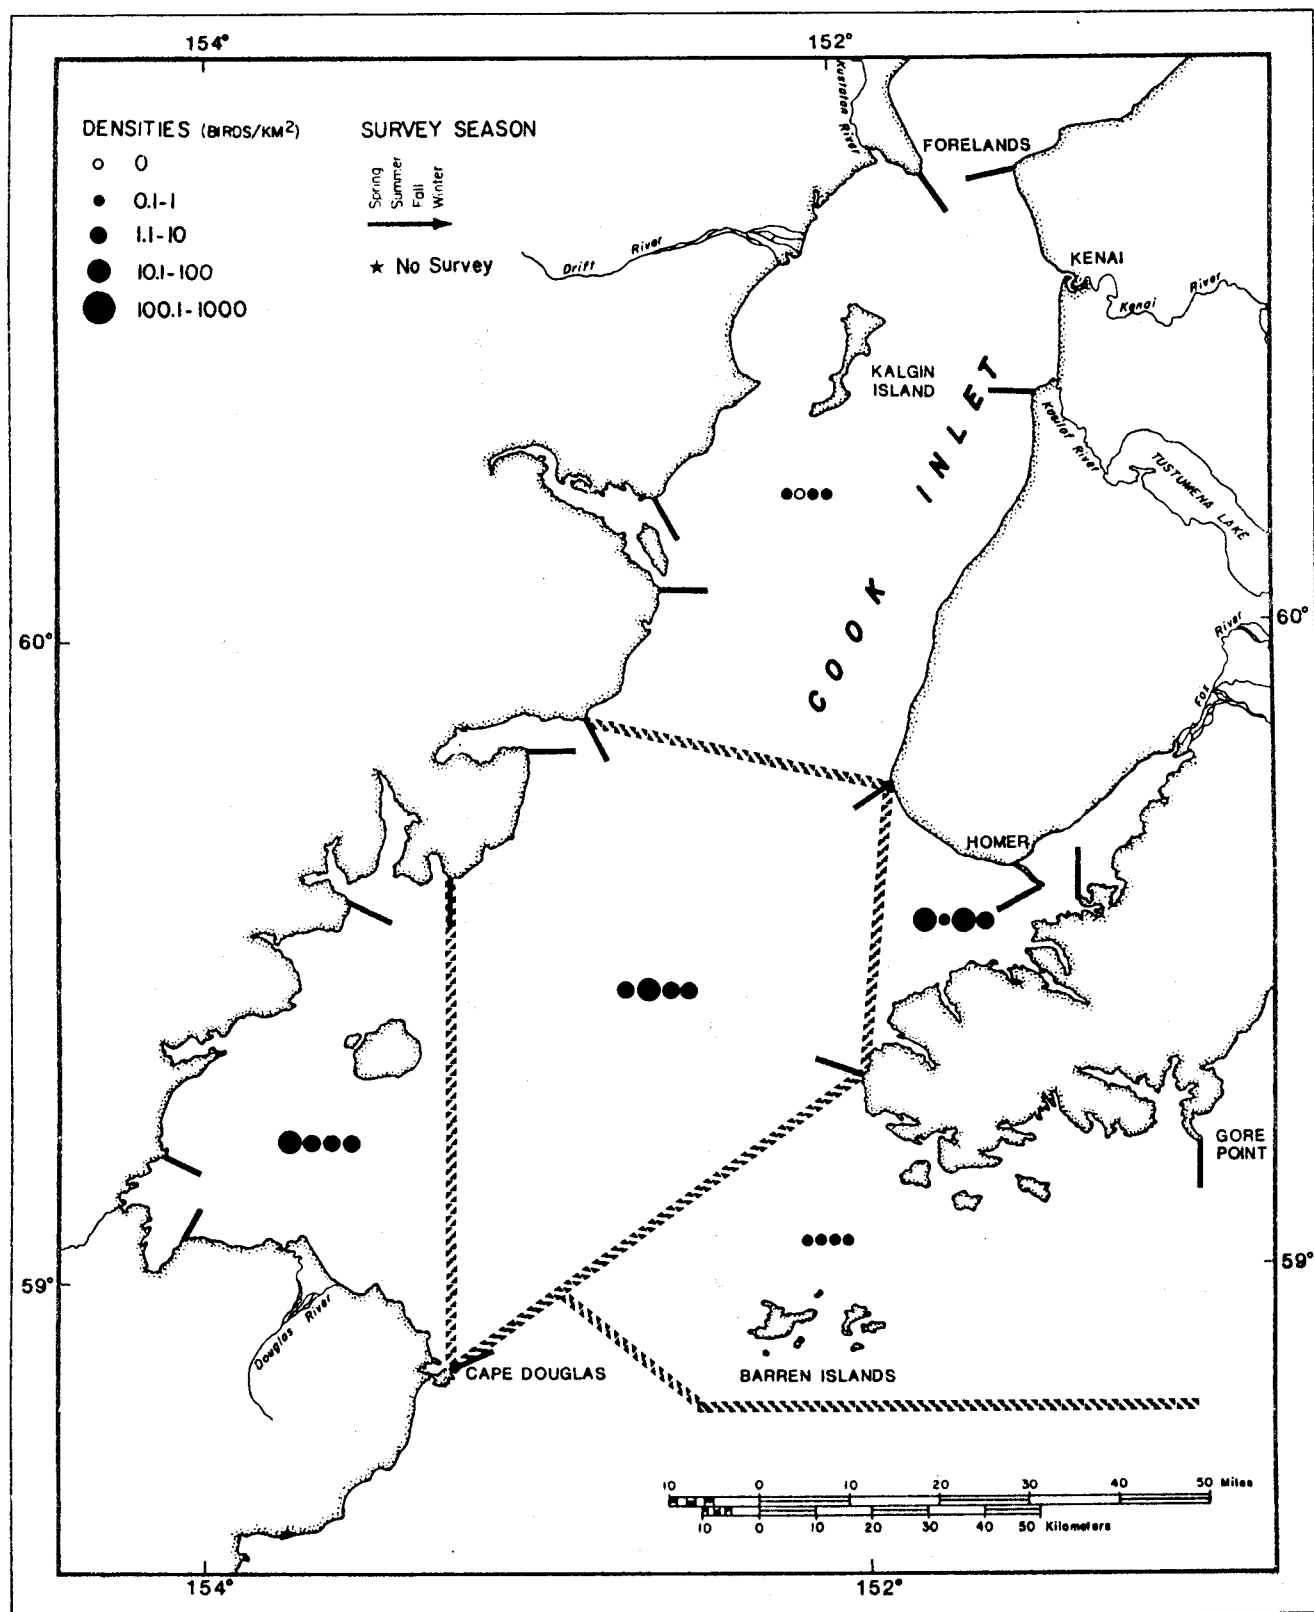 154°
152°
DENSITIES (BIRDS/KM2)
0
0.1-1
1.1-10
10.1-100
100.1-1000
SURVEY SEASON
Spring
Summer
Fall
Winter
★ No Survey
Kustatan River
FORELANDS
Drift River
KENAI
Kenai River
KALGIN
ISLAND
COOK INLET
Kasilof River
TUSTUMENA LAKE
60°
60°
Fox River
HOMER
GORE
POINT
59°
59°
Douglas River
CAPE DOUGLAS
BARREN ISLANDS
10 0 10 20 30 40 50 Miles
10 0 10 20 30 40 50 Kilometers
154°
152°